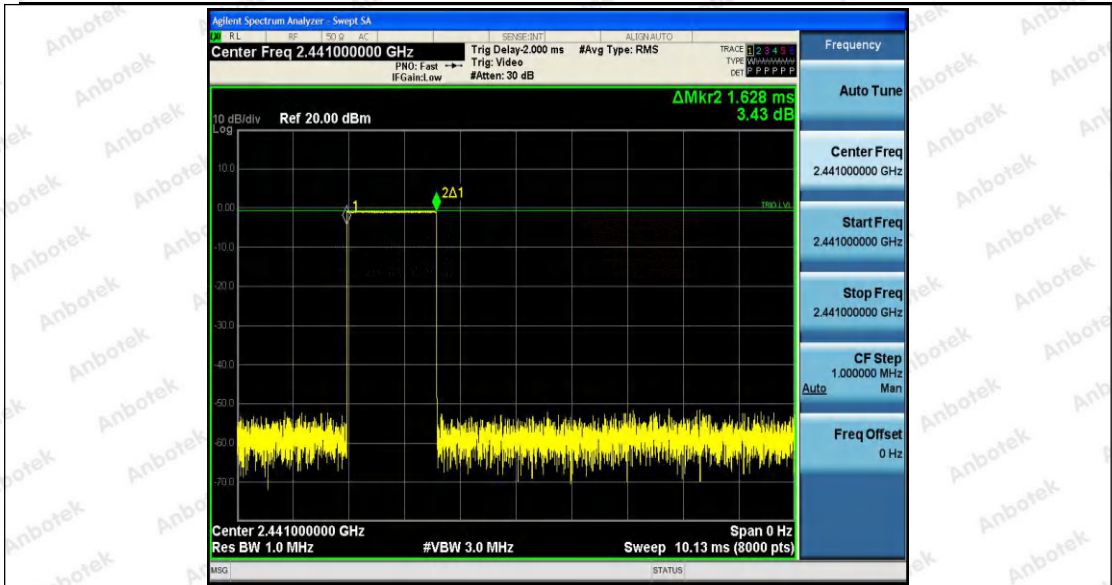 Agilent Spectrum Analyzer - Swept SA
RL RF 50 Ω AC SENSE:INT ALIGNAUTO
Center Freq 2.441000000 GHz
PNO: Fast
IFGain:Low
Trig Delay-2.000 ms
Trig: Video
#Atten: 30 dB
#Avg Type: RMS
TRACE 1 2 3 4 5 6
TYPE W
DET P P P P P P
ΔMkr2 1.628 ms
3.43 dB
10 dB/div Ref 20.00 dBm
Log
10.0
0.00
-10.0
-20.0
-30.0
-40.0
-50.0
-60.0
-70.0
1
2Δ1
TRIG LVL
Center 2.441000000 GHz
Span 0 Hz
Res BW 1.0 MHz
#VBW 3.0 MHz
Sweep 10.13 ms (8000 pts)
MSG
STATUS
Frequency
Auto Tune
Center Freq
2.441000000 GHz
Start Freq
2.441000000 GHz
Stop Freq
2.441000000 GHz
CF Step
1.000000 MHz
Auto Man
Freq Offset
0 Hz
Anbotek